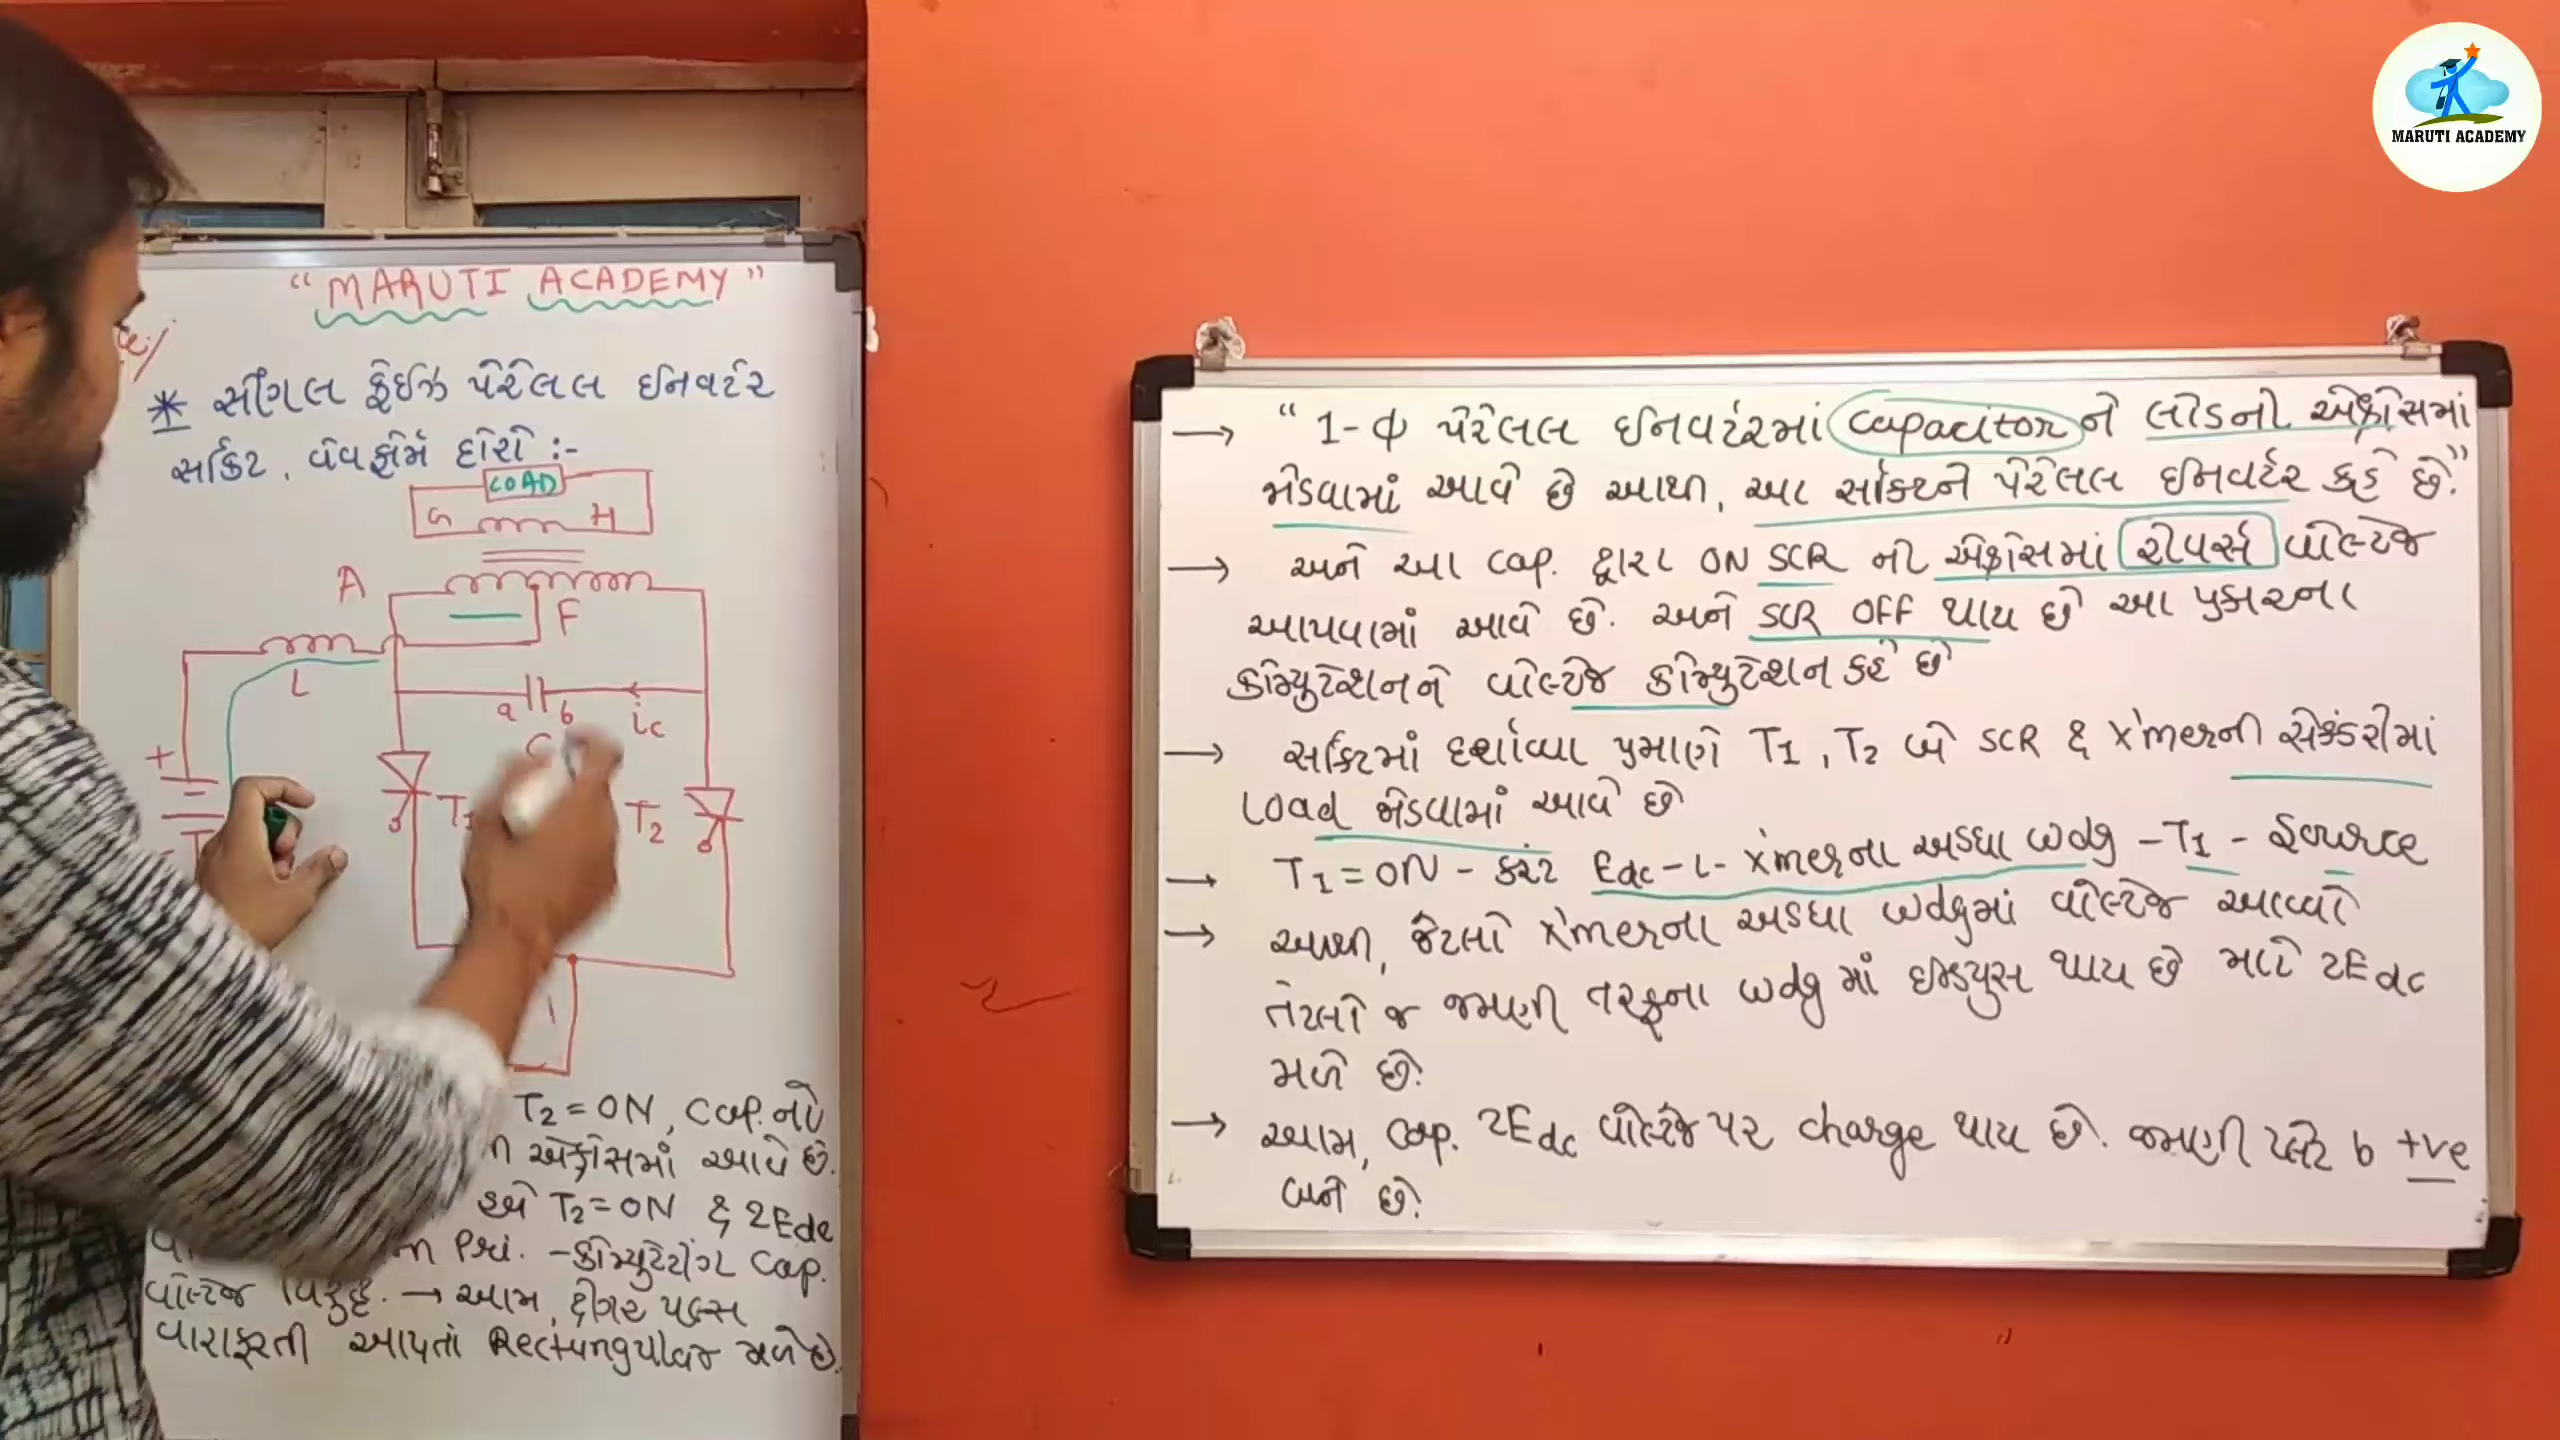 MARUTI ACADEMY
“MARUTI ACADEMY”
* સીંગલ ફેઈઝ પેરેલલ ઈનવર્ટર
સર્કિટ, વેવફોર્મ દોરો :-
LOAD
G H
A
F
L
a b ic
C
+
T1 T2
-
T2 = ON, Cap. નો
એક્રોસમાં આવે છે.
T2 = ON & 2Edc
Pri. - કોમ્યુટેટીંગ Cap.
વોલ્ટેજ વિરુદ્ધ. → આમ, ટ્રીગર પલ્સ
વારાફરતી આપતાં મળે છે.
→ “1-ϕ પેરેલલ ઈનવર્ટરમાં capacitor ને લોડની એક્રોસમાં
જોડવામાં આવે છે આથી, આ સર્કિટને પેરેલલ ઈનવર્ટર કહે છે.”
→ અને આ cap. દ્વારા ON SCR ની એક્રોસમાં રીવર્સ વોલ્ટેજ
આપવામાં આવે છે. અને SCR OFF થાય છે આ પ્રકારના
કોમ્યુટેશનને વોલ્ટેજ કોમ્યુટેશન કહે છે
→ સર્કિટમાં દર્શાવ્યા પ્રમાણે T1, T2 બે SCR & X'merની સેકંડરીમાં
Load જોડવામાં આવે છે
→ T1 = ON - કરંટ Edc - L - X'merના અડધા wdg - T1 - Source
→ આથી, જેટલો X'merના અડધા wdgમાં વોલ્ટેજ આવ્યો
તેટલો જ જમણી તરફના wdg માં ઈન્ડ્યુસ થાય છે માટે 2Edc
મળે છે.
→ આમ, Cap. 2Edc વોલ્ટેજ પર charge થાય છે. જમણી પ્લેટ b +ve
બને છે.